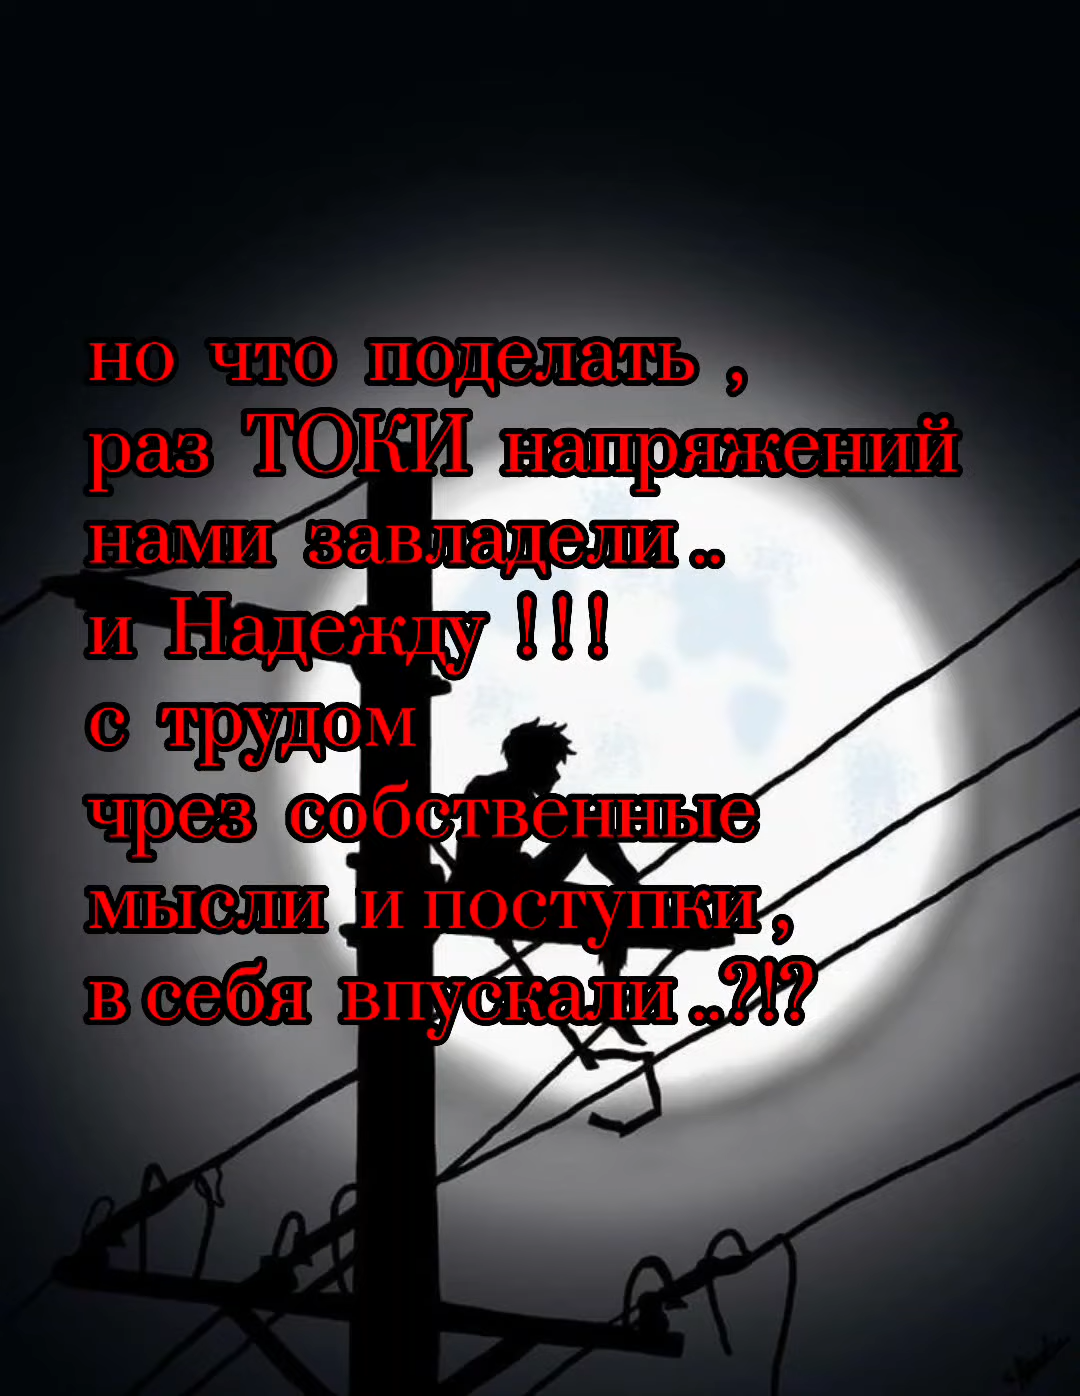 но что поделать ,
раз ТОКИ напряжений
нами завладели ..
и Надежду ! ! !
с трудом
чрез собственные
мысли и поступки ,
в себя впускали ..?!?